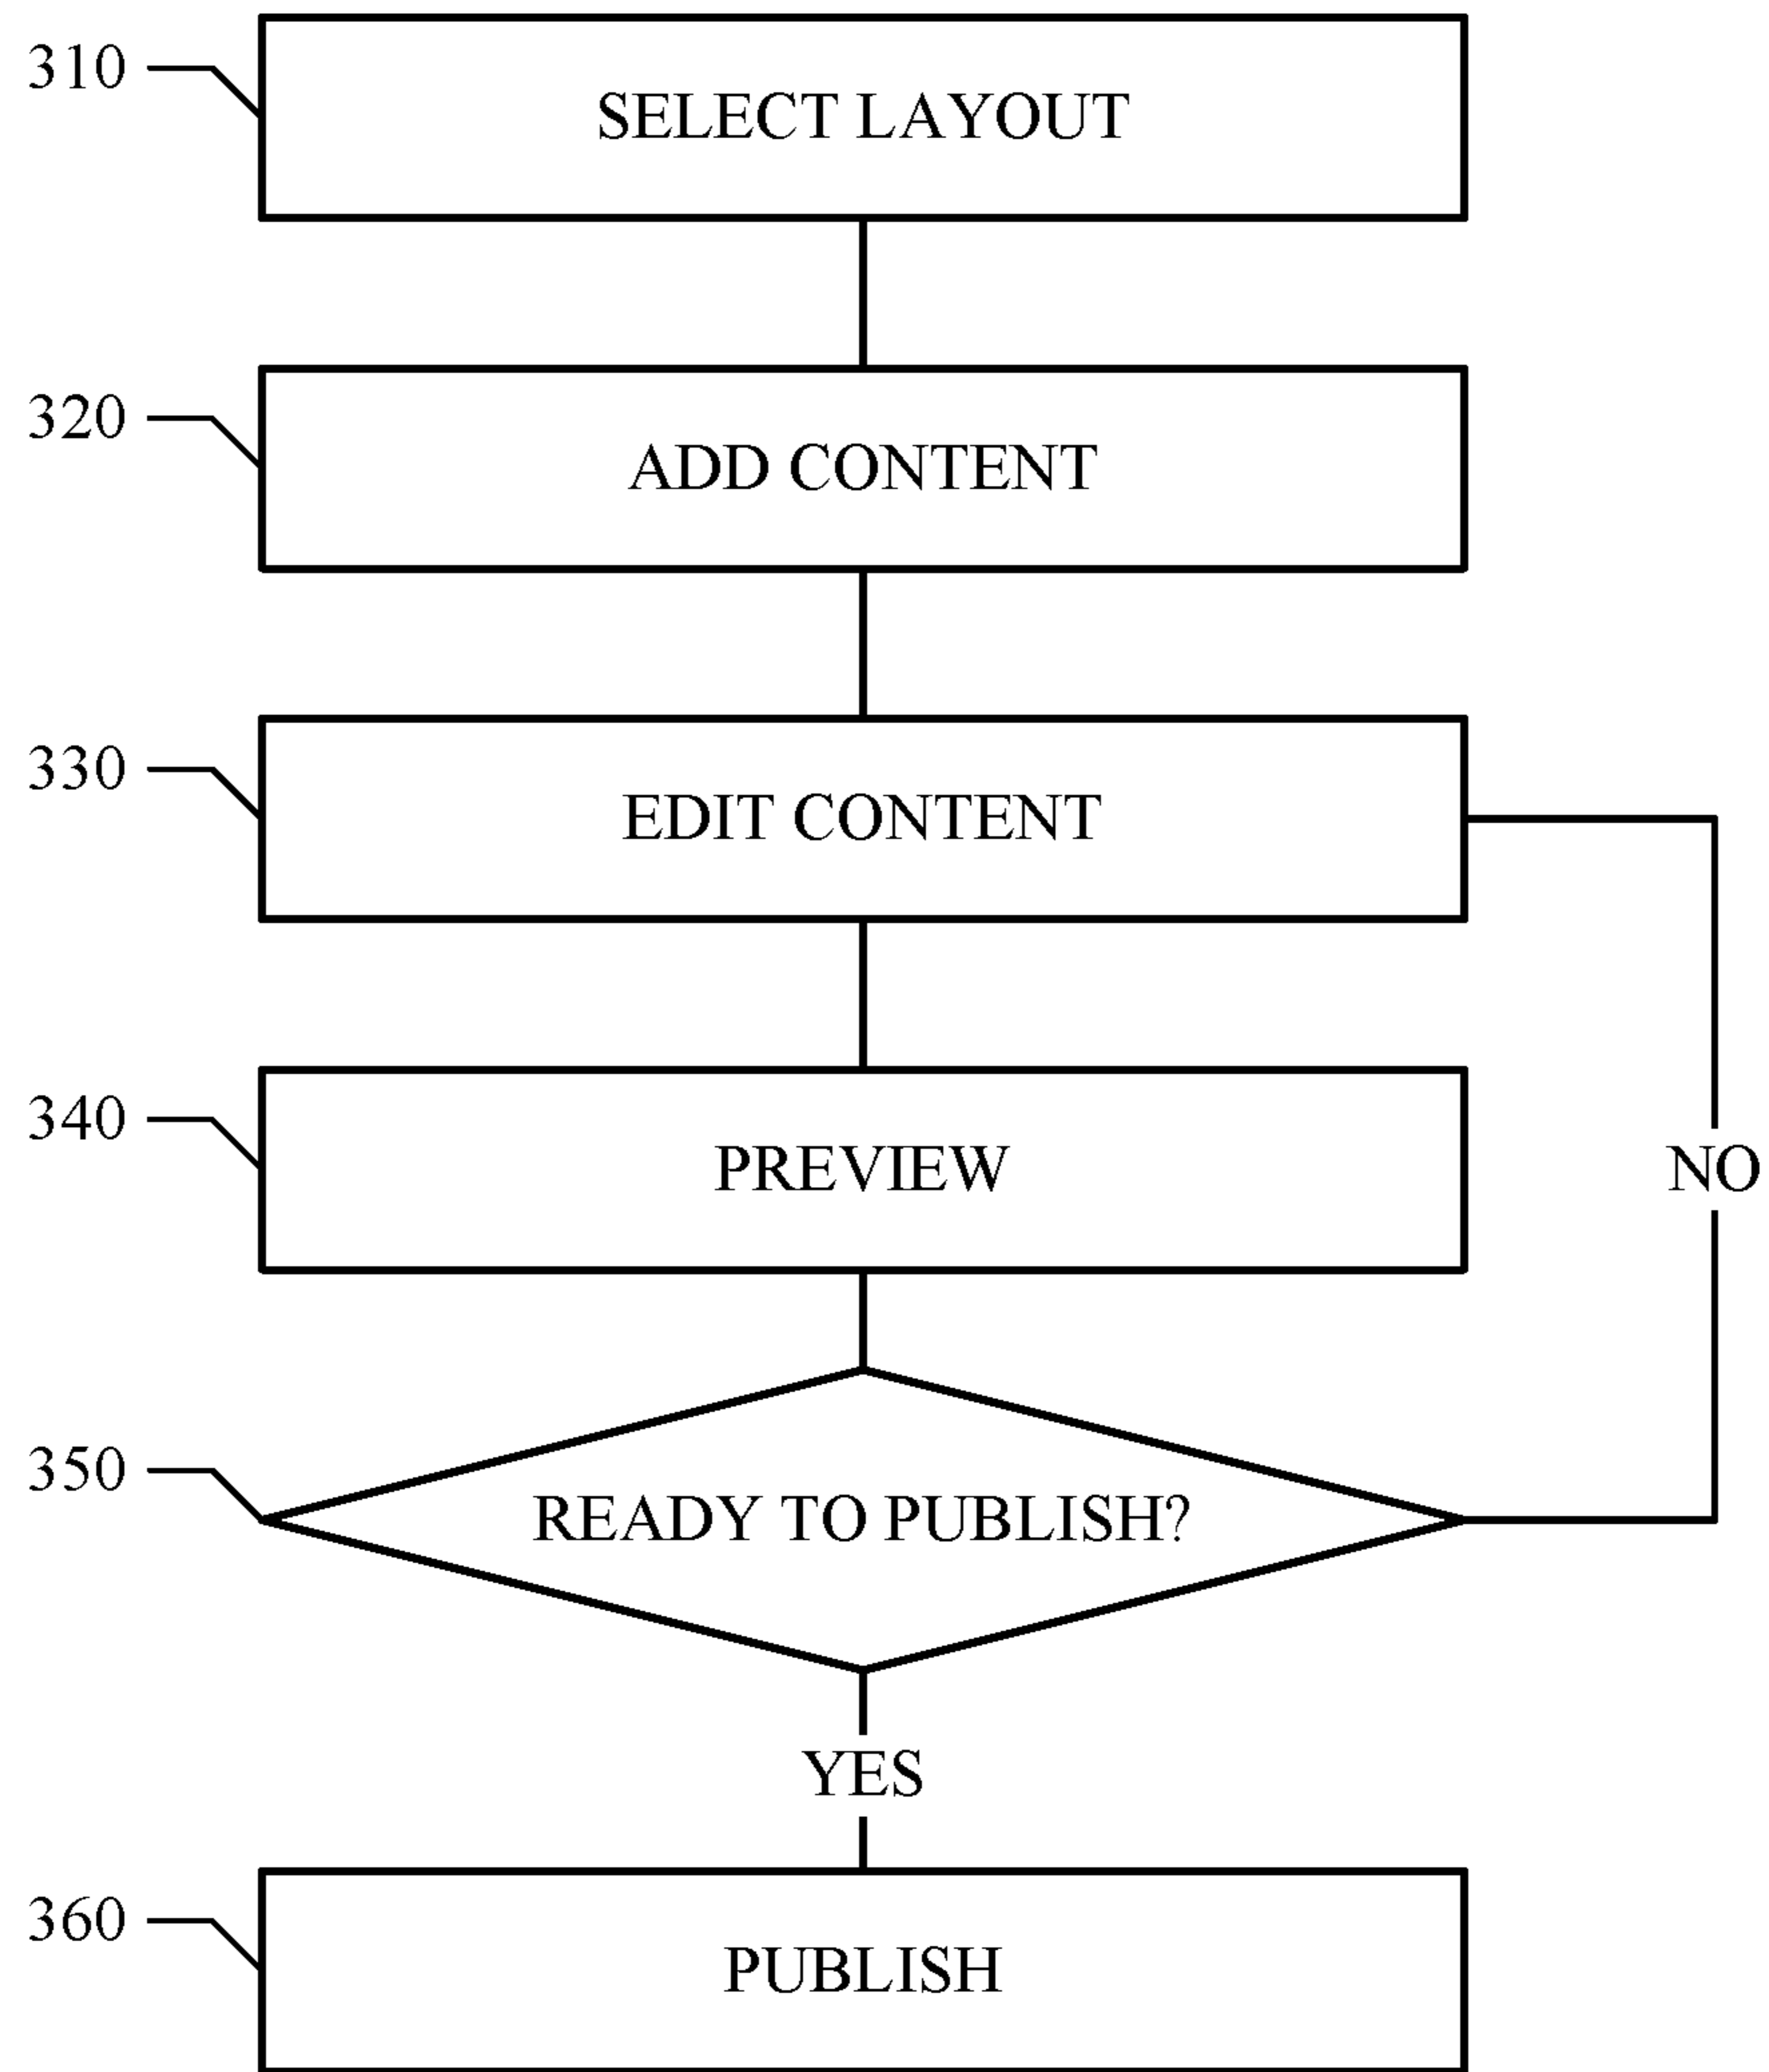 310
SELECT LAYOUT
320
ADD CONTENT
330
EDIT CONTENT
340
PREVIEW
NO
350
READY TO PUBLISH?
YES
360
PUBLISH